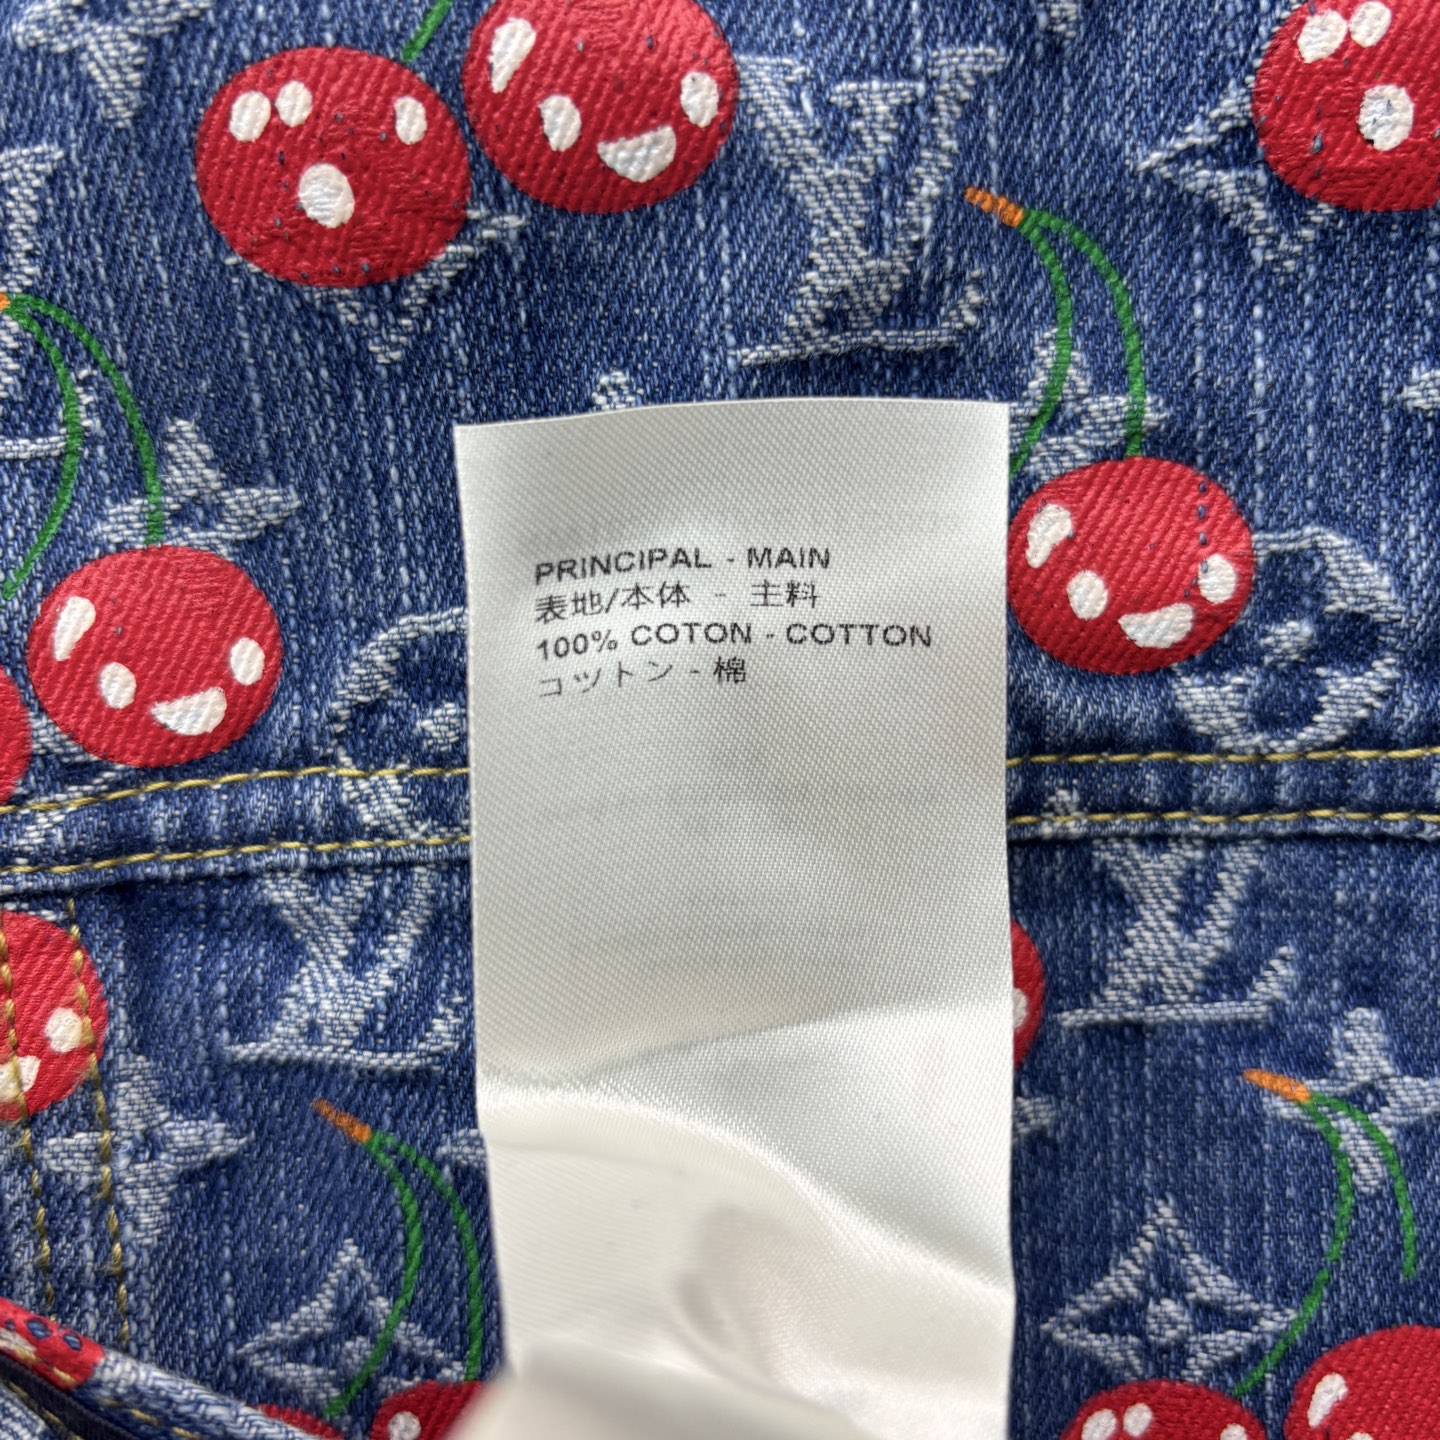 PRINCIPAL - MAIN
表地/本体 - 主料
100% COTON - COTTON
コットン - 棉